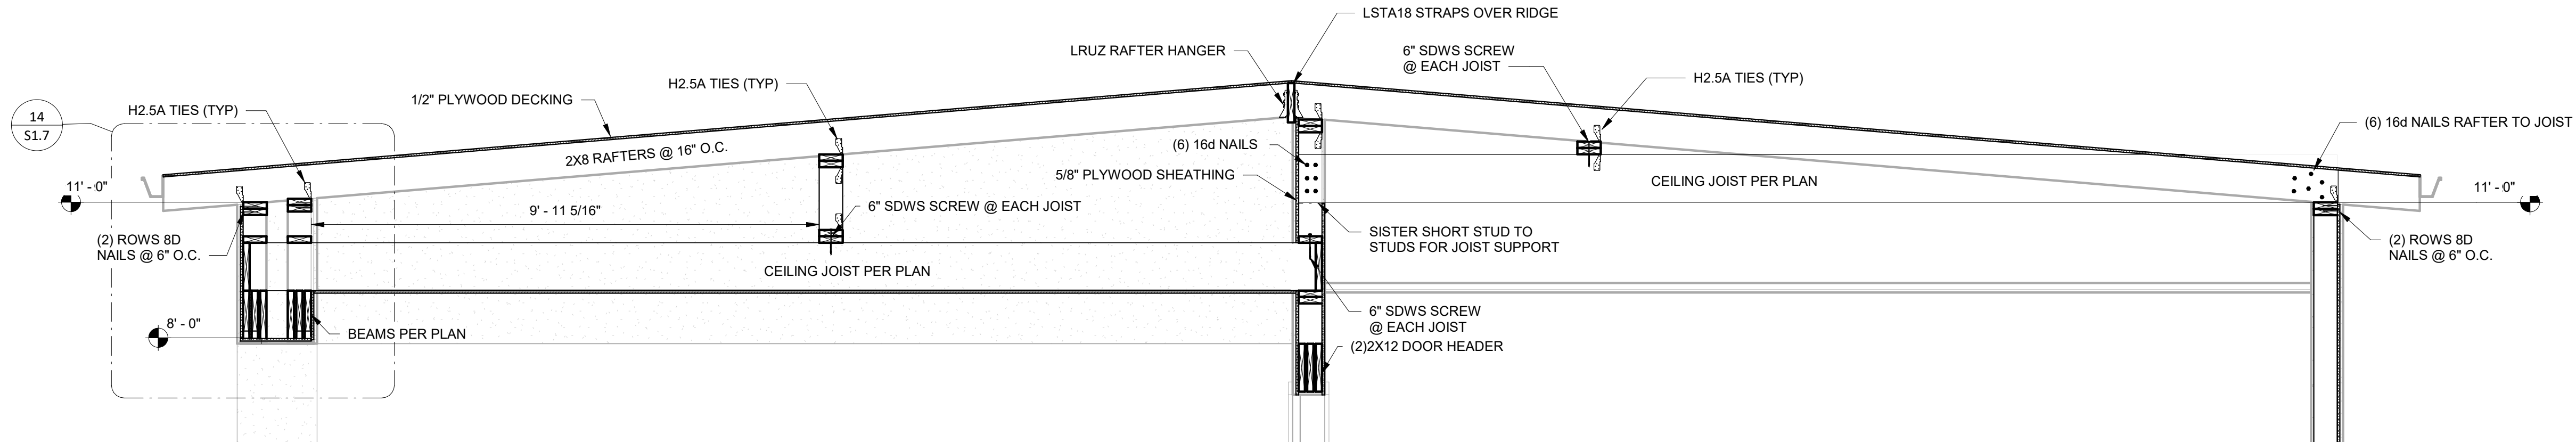 LSTA18 STRAPS OVER RIDGE
LRUZ RAFTER HANGER
6" SDWS SCREW
@ EACH JOIST
H2.5A TIES (TYP)
H2.5A TIES (TYP)
1/2" PLYWOOD DECKING
H2.5A TIES (TYP)
14
S1.7
(6) 16d NAILS RAFTER TO JOIST
(6) 16d NAILS
2X8 RAFTERS @ 16" O.C.
5/8" PLYWOOD SHEATHING
CEILING JOIST PER PLAN
11' - 0"
11' - 0"
9' - 11 5/16"
6" SDWS SCREW @ EACH JOIST
(2) ROWS 8D
NAILS @ 6" O.C.
SISTER SHORT STUD TO
STUDS FOR JOIST SUPPORT
(2) ROWS 8D
NAILS @ 6" O.C.
CEILING JOIST PER PLAN
6" SDWS SCREW
@ EACH JOIST
8' - 0"
BEAMS PER PLAN
(2)2X12 DOOR HEADER